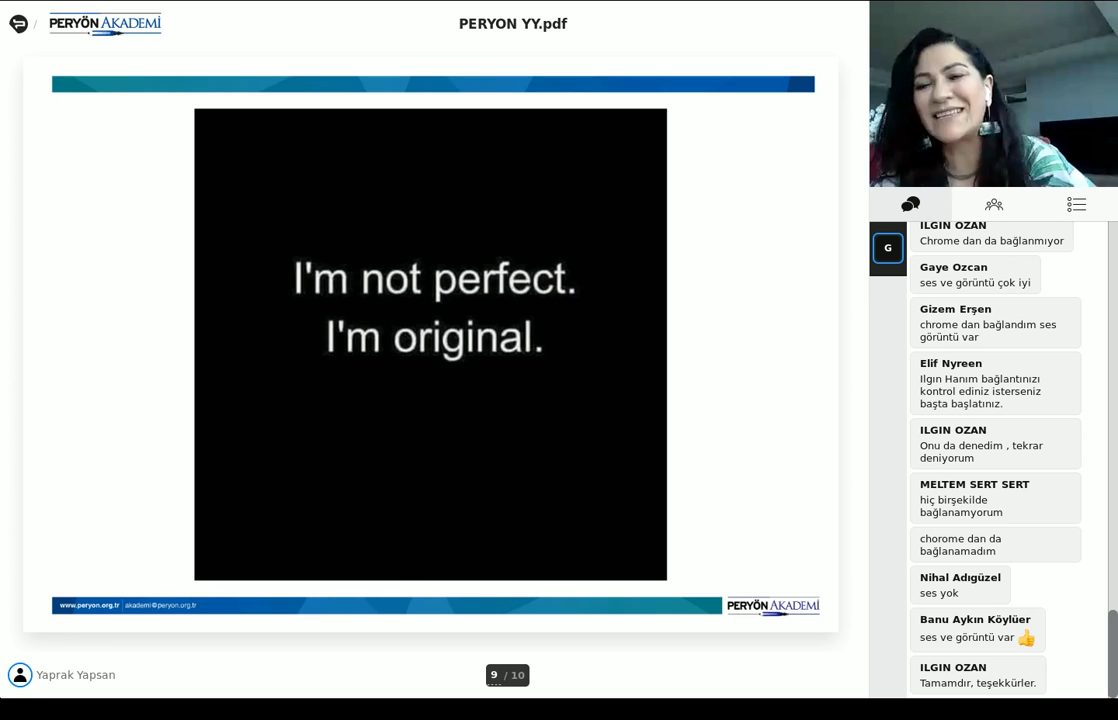 PERYÖN AKADEMİ
PERYON YY.pdf
I'm not perfect.
I'm original.
www.peryon.org.tr | akademi@peryon.org.tr
PERYÖN AKADEMİ
Yaprak Yapsan
9 / 10
G
ILGIN OZAN
Chrome dan da bağlanmıyor
Gaye Ozcan
ses ve görüntü çok iyi
Gizem Erşen
chrome dan bağlandım ses
görüntü var
Elif Nyreen
Ilgın Hanım bağlantınızı
kontrol ediniz isterseniz
başta başlatınız.
ILGIN OZAN
Onu da denedim , tekrar
deniyorum
MELTEM SERT SERT
hiç birşekilde
bağlanamyorum
chorome dan da
bağlanamadım
Nihal Adıgüzel
ses yok
Banu Aykın Köylüer
ses ve görüntü var 👍
ILGIN OZAN
Tamamdır, teşekkürler.